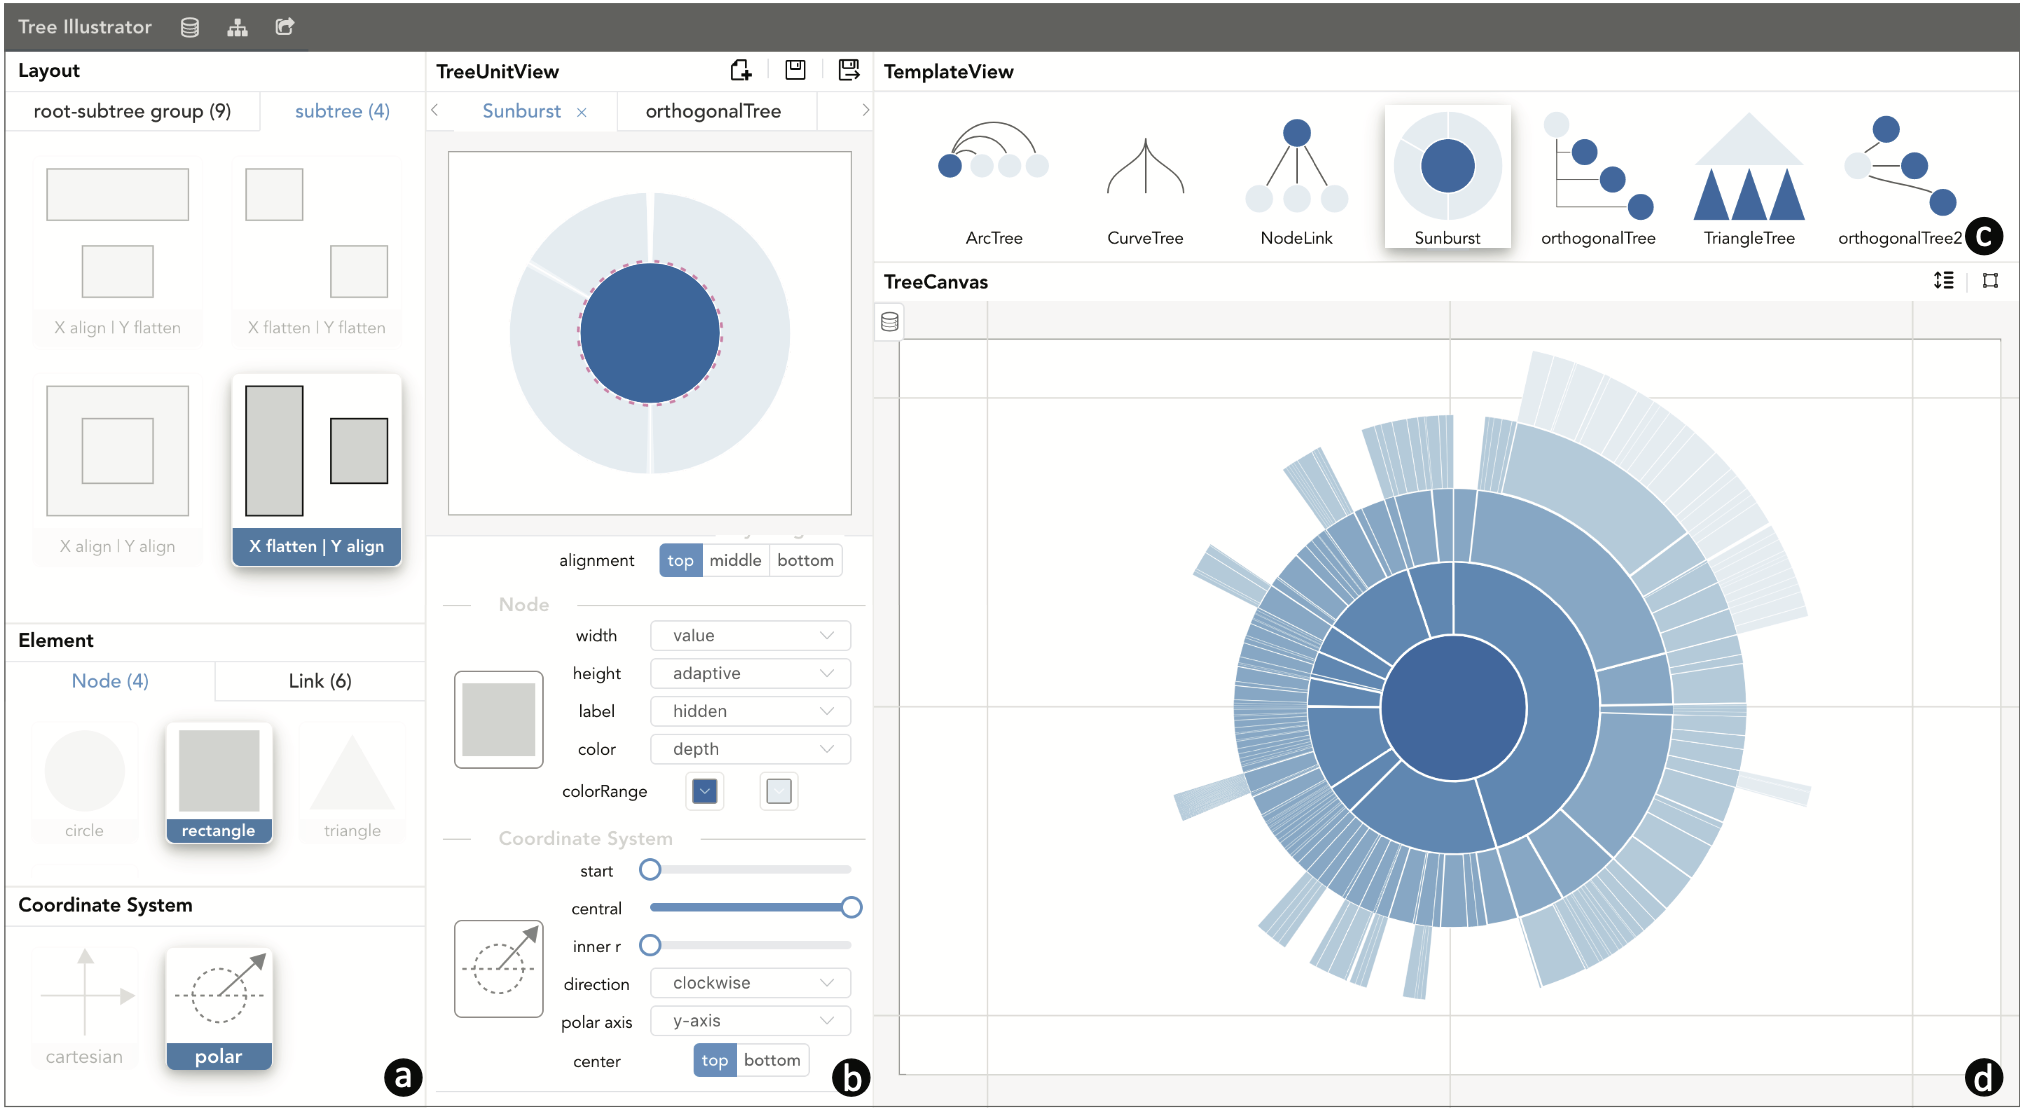 Tree Illustrator
Layout
root-subtree group (9)
subtree (4)
X align | Y flatten
X flatten | Y flatten
X align | Y align
X flatten | Y align
Element
Node (4)
Link (6)
circle
rectangle
triangle
Coordinate System
cartesian
polar
a
TreeUnitView
Sunburst ×
orthogonalTree
alignment
top
middle
bottom
Node
width
value
height
adaptive
label
hidden
color
depth
colorRange
Coordinate System
start
central
inner r
direction
clockwise
polar axis
y-axis
center
top
bottom
b
TemplateView
ArcTree
CurveTree
NodeLink
Sunburst
orthogonalTree
TriangleTree
orthogonalTree2
c
TreeCanvas
d